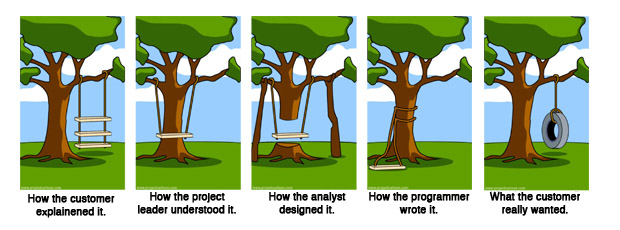 How the customer
explainened it.
How the project
leader understood it.
How the analyst
designed it.
How the programmer
wrote it.
What the customer
really wanted.